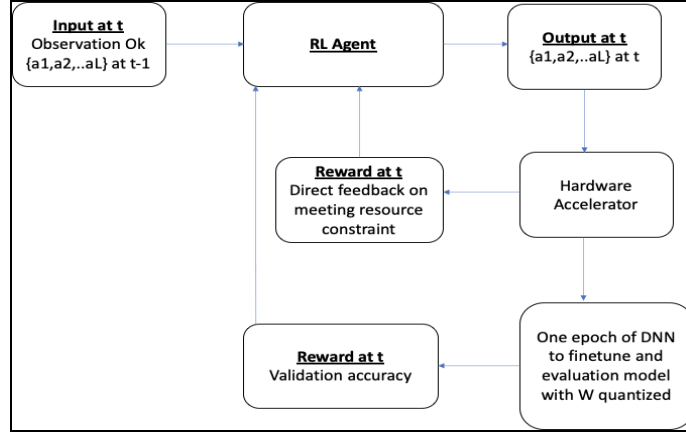 Input at t
Observation Ok
{a1,a2,..aL} at t-1
RL Agent
Output at t
{a1,a2,..aL} at t
Reward at t
Direct feedback on
meeting resource
constraint
Hardware
Accelerator
Reward at t
Validation accuracy
One epoch of DNN
to finetune and
evaluation model
with W quantized